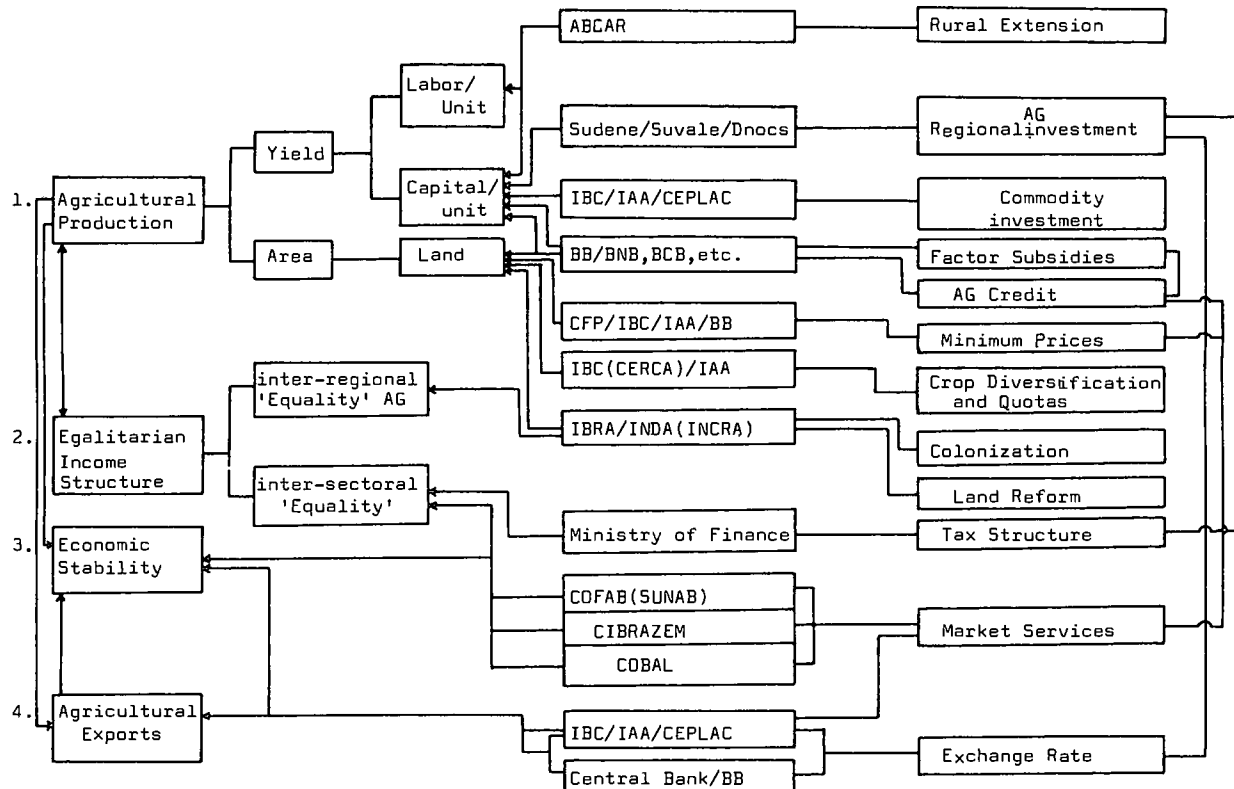 1.
Agricultural
Production
2.
Egalitarian
Income
Structure
3.
Economic
Stability
4.
Agricultural
Exports
Yield
Area
inter-regional
'Equality' AG
inter-sectoral
'Equality'
Labor/
Unit
Capital/
unit
Land
ABCAR
Sudene/Suvale/Dnocs
IBC/IAA/CEPLAC
BB/BNB,BCB,etc.
CFP/IBC/IAA/BB
IBC(CERCA)/IAA
IBRA/INDA(INCRA)
Ministry of Finance
COFAB(SUNAB)
CIBRAZEM
COBAL
IBC/IAA/CEPLAC
Central Bank/BB
Rural Extension
AG
Regionalinvestment
Commodity
investment
Factor Subsidies
AG Credit
Minimum Prices
Crop Diversification
and Quotas
Colonization
Land Reform
Tax Structure
Market Services
Exchange Rate